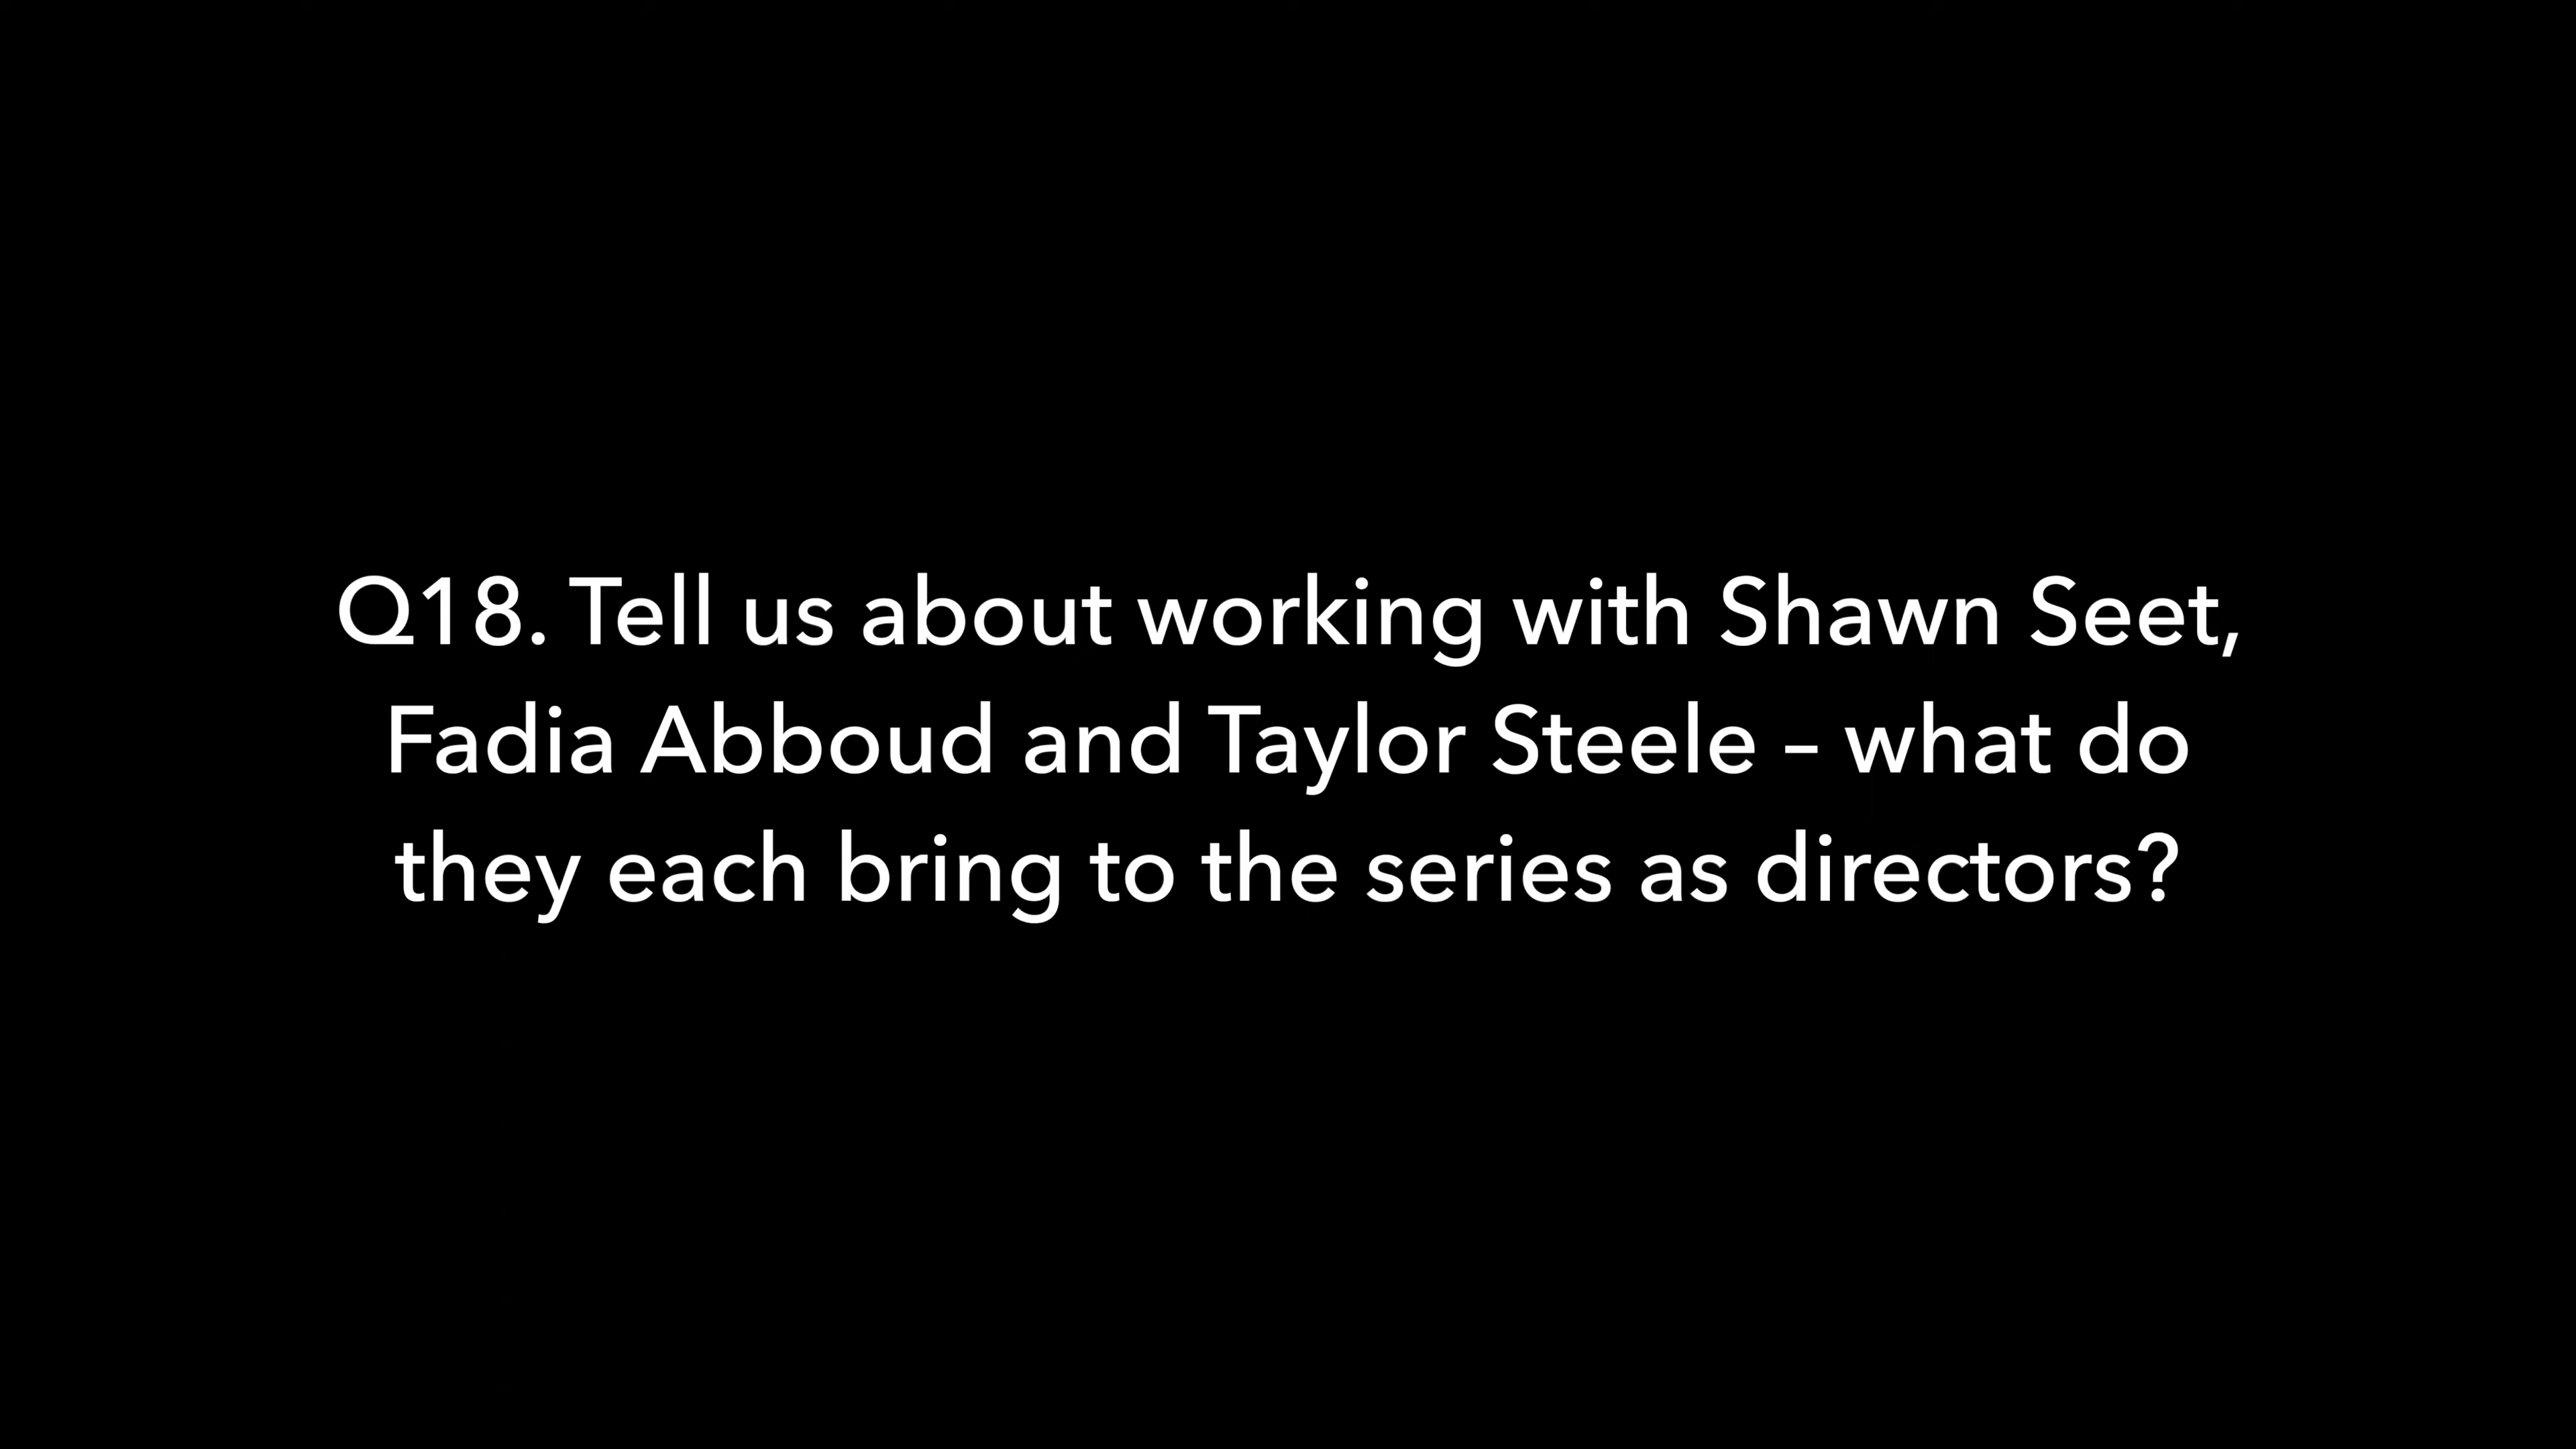 Q18. Tell us about working with Shawn Seet,
Fadia Abboud and Taylor Steele – what do
they each bring to the series as directors?